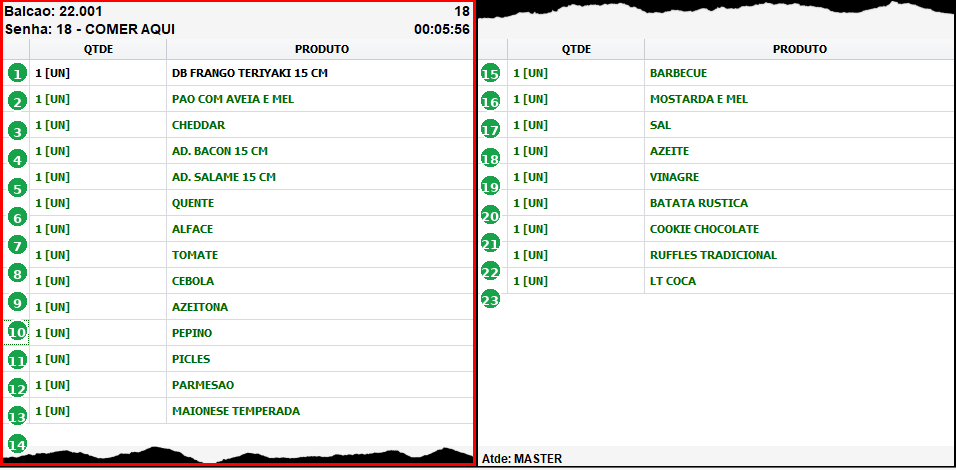 Balcao: 22.001 18
Senha: 18 - COMER AQUI 00:05:56
QTDE PRODUTO
1 1 [UN] DB FRANGO TERIYAKI 15 CM
2 1 [UN] PAO COM AVEIA E MEL
3 1 [UN] CHEDDAR
4 1 [UN] AD. BACON 15 CM
5 1 [UN] AD. SALAME 15 CM
6 1 [UN] QUENTE
7 1 [UN] ALFACE
8 1 [UN] TOMATE
9 1 [UN] CEBOLA
10 1 [UN] AZEITONA
11 1 [UN] PEPINO
12 1 [UN] PICLES
13 1 [UN] PARMESAO
14 1 [UN] MAIONESE TEMPERADA
QTDE PRODUTO
15 1 [UN] BARBECUE
16 1 [UN] MOSTARDA E MEL
17 1 [UN] SAL
18 1 [UN] AZEITE
19 1 [UN] VINAGRE
20 1 [UN] BATATA RUSTICA
21 1 [UN] COOKIE CHOCOLATE
22 1 [UN] RUFFLES TRADICIONAL
23 1 [UN] LT COCA
Atde: MASTER